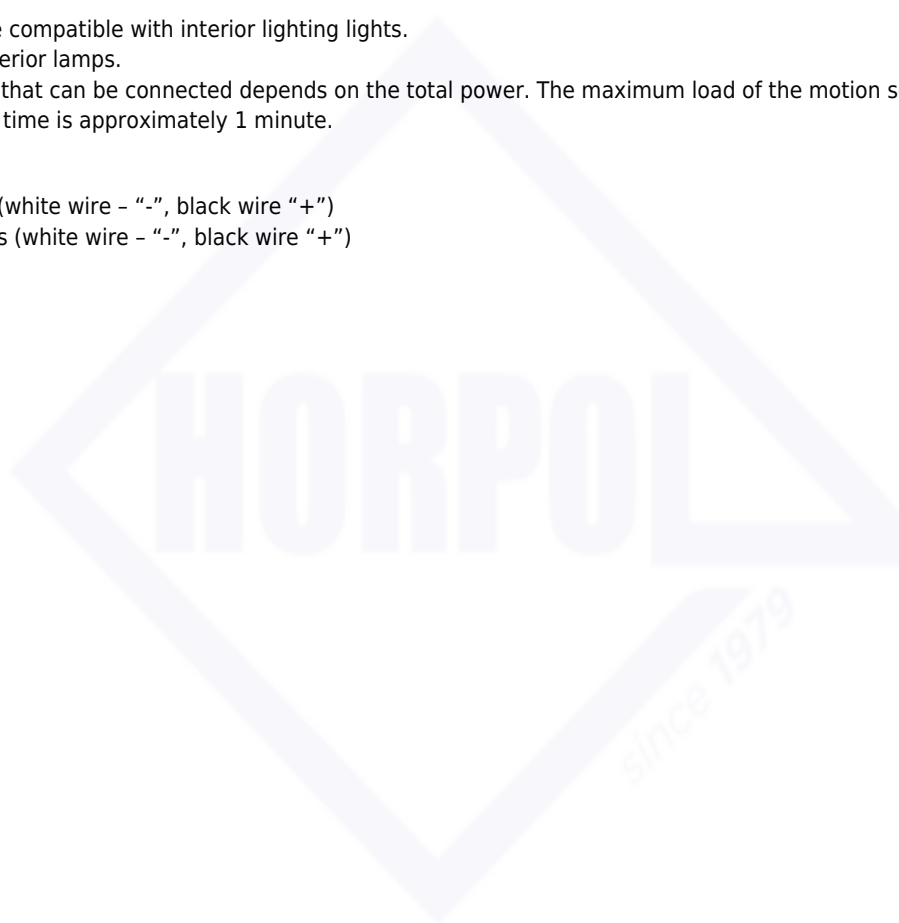 compatible with interior lighting lights.
erior lamps.
that can be connected depends on the total power. The maximum load of the motion s
time is approximately 1 minute.
(white wire – “-”, black wire “+”)
s (white wire – “-”, black wire “+”)
HORPOL
since 1979